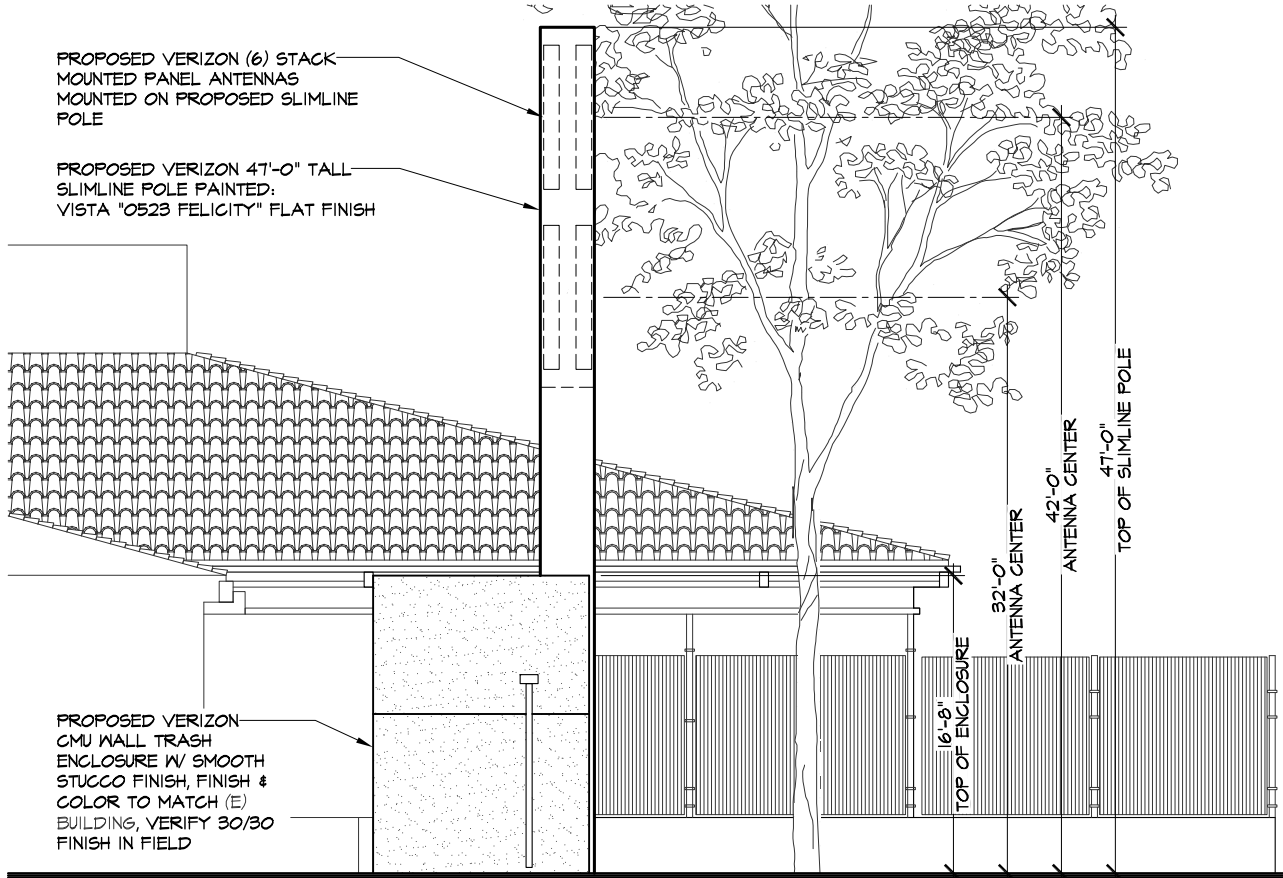 PROPOSED VERIZON (6) STACK
MOUNTED PANEL ANTENNAS
MOUNTED ON PROPOSED SLIMLINE
POLE
PROPOSED VERIZON 47'-0" TALL
SLIMLINE POLE PAINTED:
VISTA "0523 FELICITY" FLAT FINISH
PROPOSED VERIZON
CMU WALL TRASH
ENCLOSURE W/ SMOOTH
STUCCO FINISH, FINISH &
COLOR TO MATCH (E)
BUILDING, VERIFY 30/30
FINISH IN FIELD
16'-8"
TOP OF ENCLOSURE
32'-0"
ANTENNA CENTER
42'-0"
ANTENNA CENTER
47'-0"
TOP OF SLIMLINE POLE